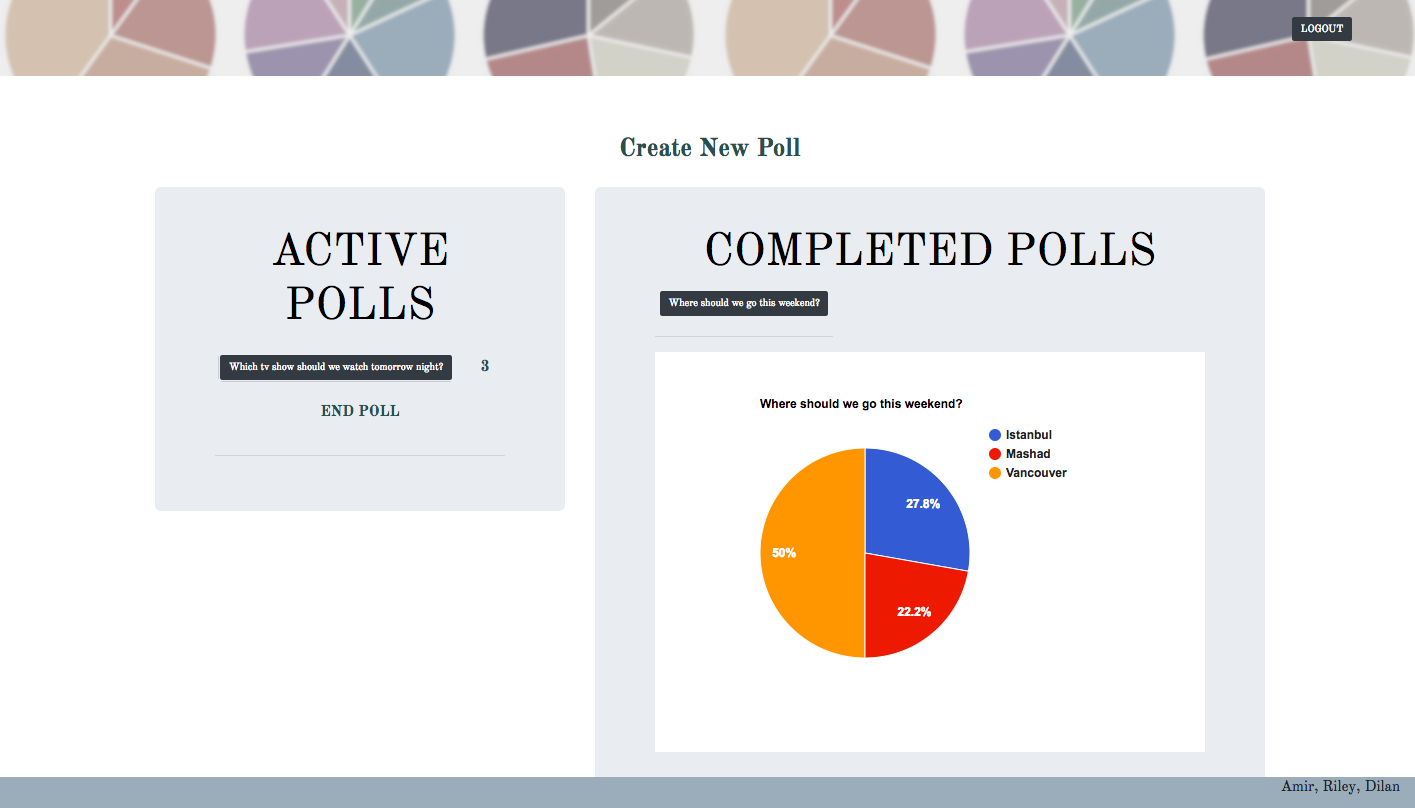 LOGOUT
Create New Poll
ACTIVE
POLLS
Which tv show should we watch tomorrow night?
3
END POLL
COMPLETED POLLS
Where should we go this weekend?
Where should we go this weekend?
Istanbul
Mashad
Vancouver
27.8%
50%
22.2%
Amir, Riley, Dilan